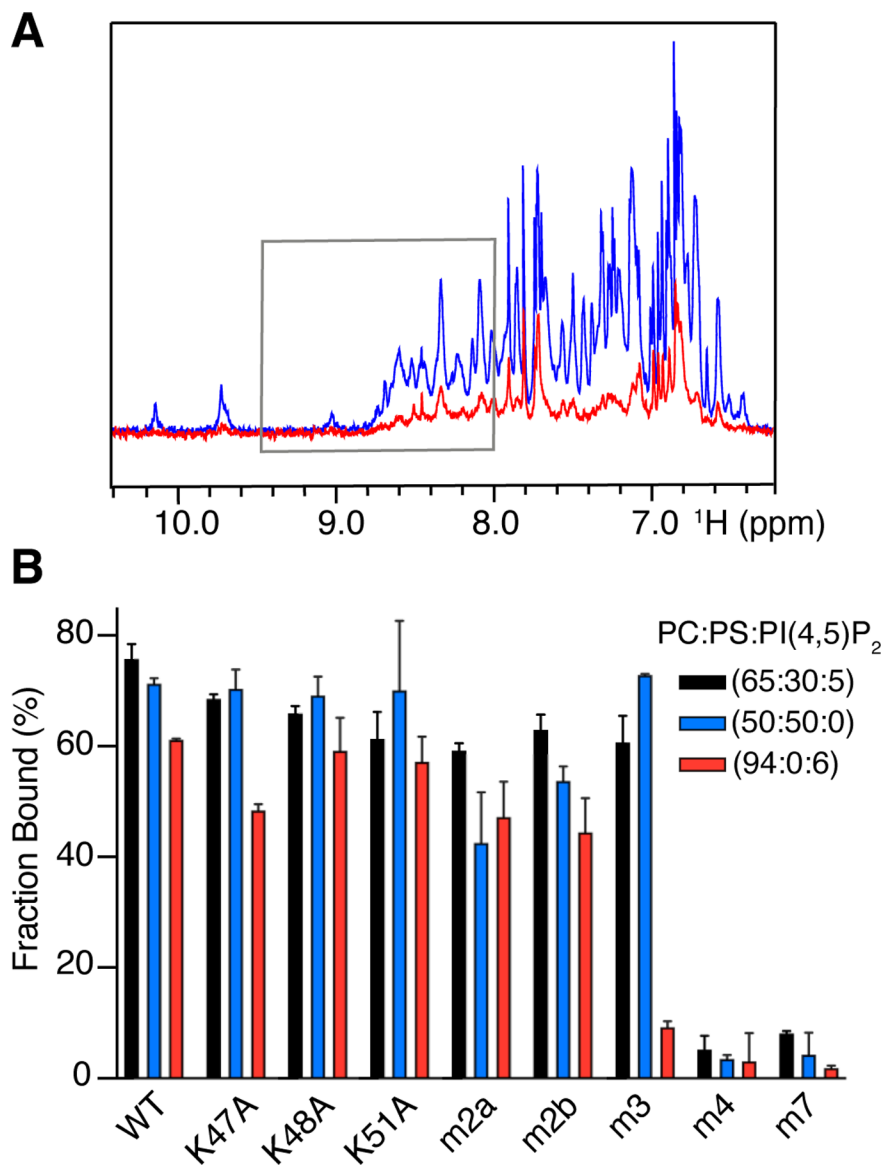 A
10.0 9.0 8.0 7.0 ¹H (ppm)
B
PC:PS:PI(4,5)P₂
(65:30:5)
(50:50:0)
(94:0:6)
Fraction Bound (%)
80
60
40
20
0
WT K47A K48A K51A m2a m2b m3 m4 m7